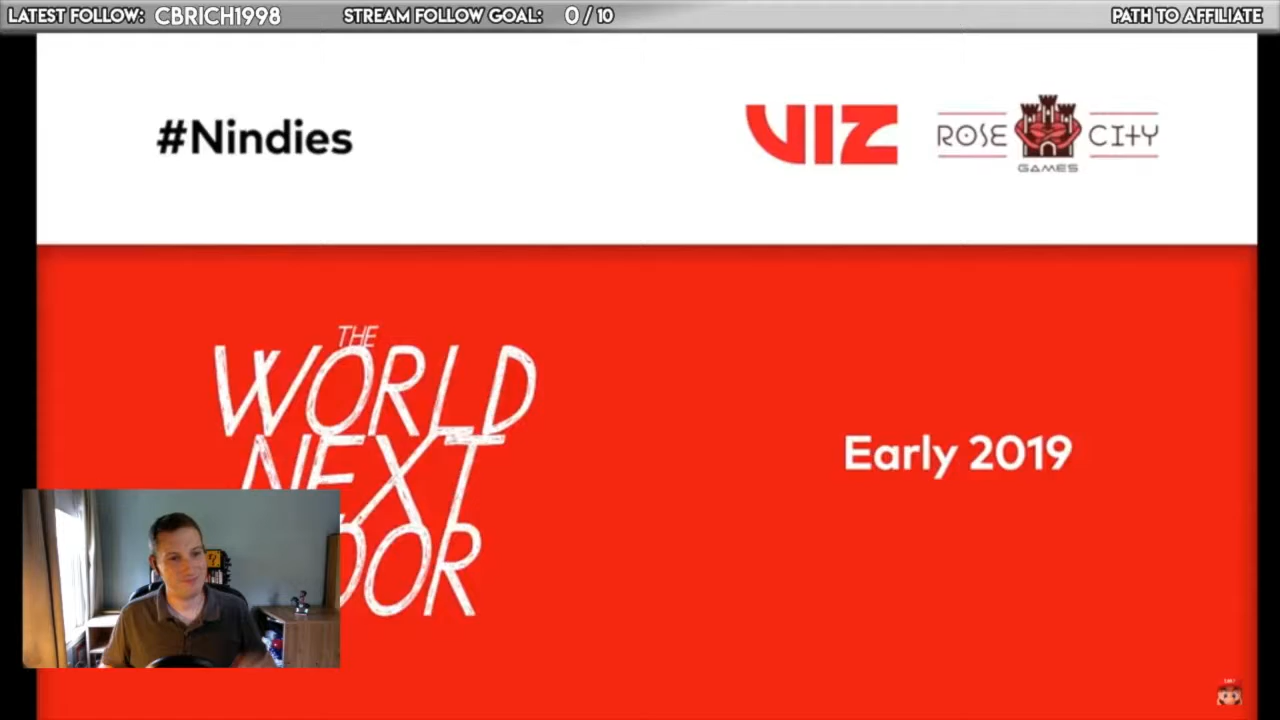 LATEST FOLLOW: CBRICH1998 STREAM FOLLOW GOAL: 0 / 10 PATH TO AFFILIATE
#Nindies
VIZ
ROSE CITY
GAMES
THE
WORLD
NEXT
OOR
Early 2019